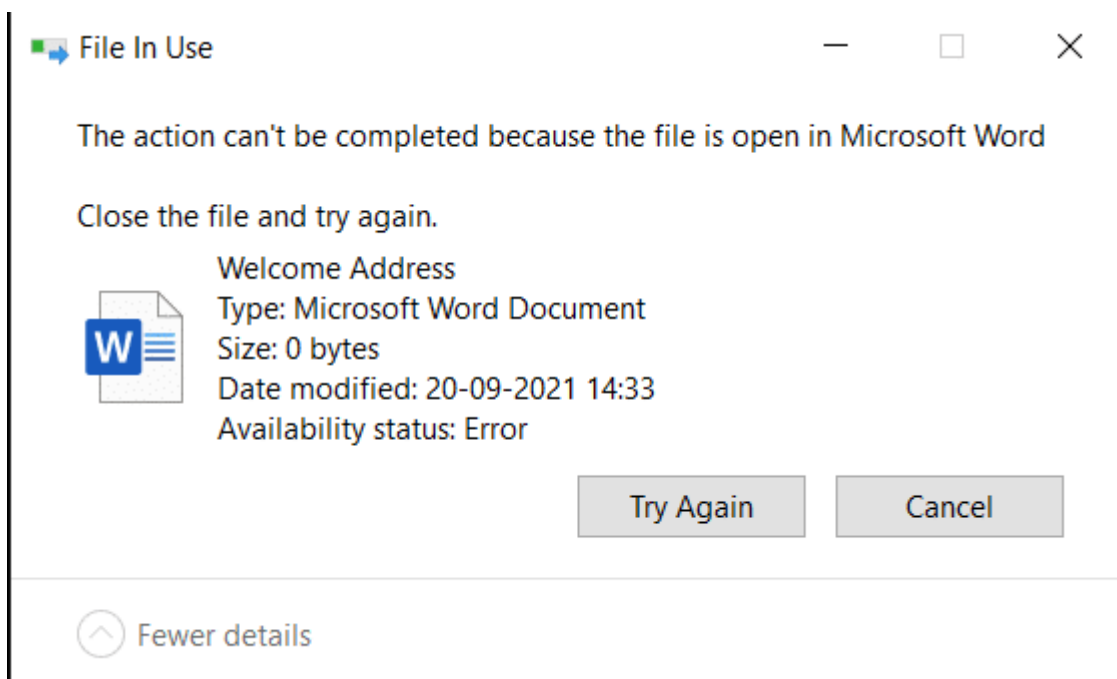 File In Use
The action can't be completed because the file is open in Microsoft Word
Close the file and try again.
Welcome Address
Type: Microsoft Word Document
Size: 0 bytes
Date modified: 20-09-2021 14:33
Availability status: Error
W
Try Again
Cancel
Fewer details